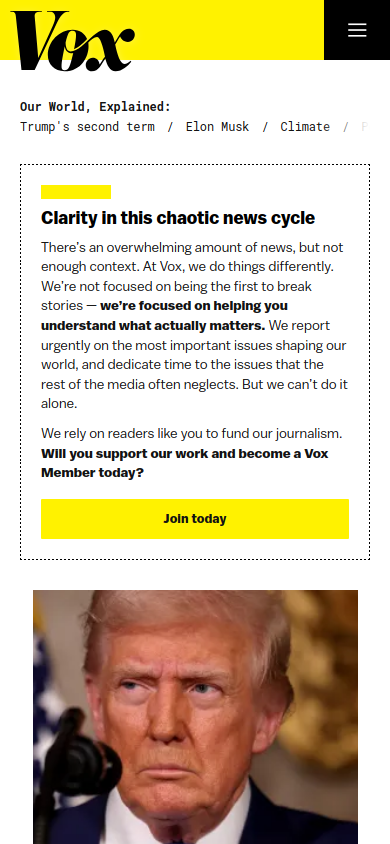 Vox
Our World, Explained:
Trump's second term / Elon Musk / Climate /
Clarity in this chaotic news cycle
There's an overwhelming amount of news, but not
enough context. At Vox, we do things differently.
We're not focused on being the first to break
stories — we're focused on helping you
understand what actually matters. We report
urgently on the most important issues shaping our
world, and dedicate time to the issues that the
rest of the media often neglects. But we can't do it
alone.
We rely on readers like you to fund our journalism.
Will you support our work and become a Vox
Member today?
Join today